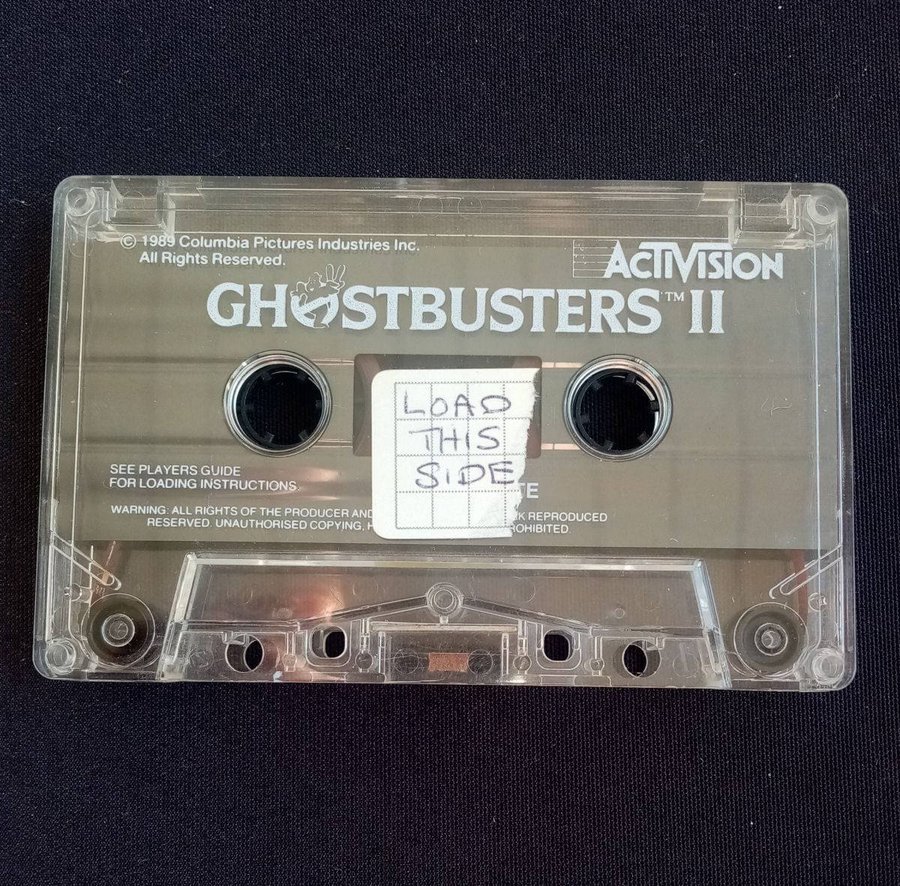 © 1989 Columbia Pictures Industries Inc.
All Rights Reserved.
ACTIVISION
GHOSTBUSTERS™ II
LOAD
THIS
SIDE
SEE PLAYERS GUIDE
FOR LOADING INSTRUCTIONS.
WARNING: ALL RIGHTS OF THE PRODUCER AND REPRODUCED
RESERVED. UNAUTHORISED COPYING,